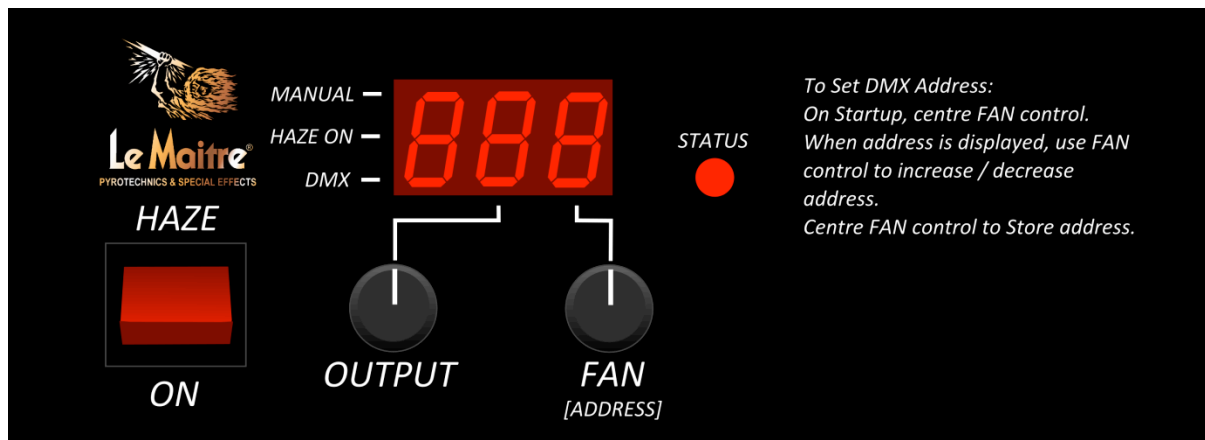 Le Maitre®
PYROTECHNICS & SPECIAL EFFECTS
HAZE
ON
MANUAL
HAZE ON
DMX
888
OUTPUT
FAN
[ADDRESS]
STATUS
To Set DMX Address:
On Startup, centre FAN control.
When address is displayed, use FAN
control to increase / decrease
address.
Centre FAN control to Store address.